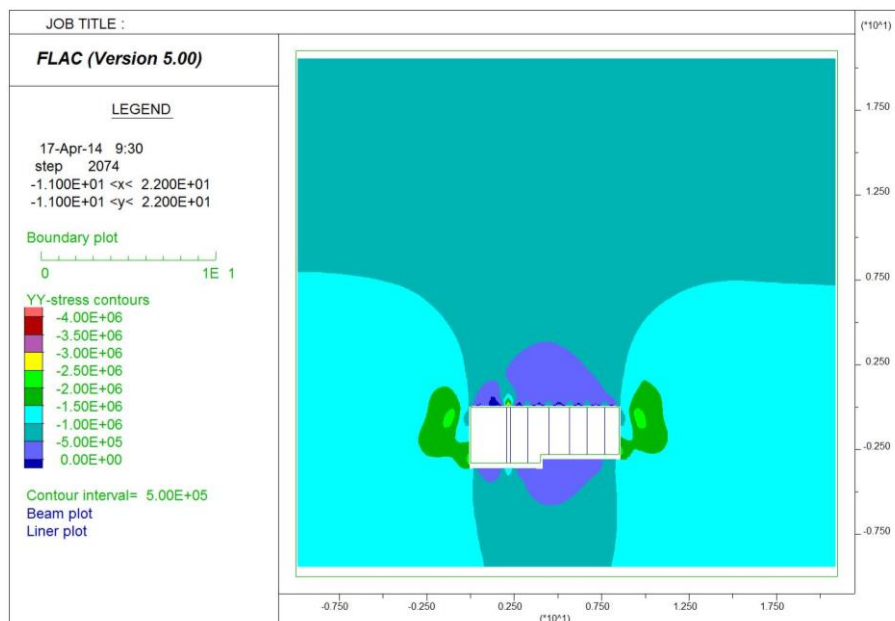 JOB TITLE :
FLAC (Version 5.00)
LEGEND
17-Apr-14 9:30
step 2074
-1.100E+01 <x< 2.200E+01
-1.100E+01 <y< 2.200E+01
Boundary plot
0 1E 1
YY-stress contours
-4.00E+06
-3.50E+06
-3.00E+06
-2.50E+06
-2.00E+06
-1.50E+06
-1.00E+06
-5.00E+05
0.00E+00
Contour interval= 5.00E+05
Beam plot
Liner plot
(*10^1)
1.750
1.250
0.750
0.250
-0.250
-0.750
-0.750 -0.250 0.250 0.750 1.250 1.750
(*10^1)